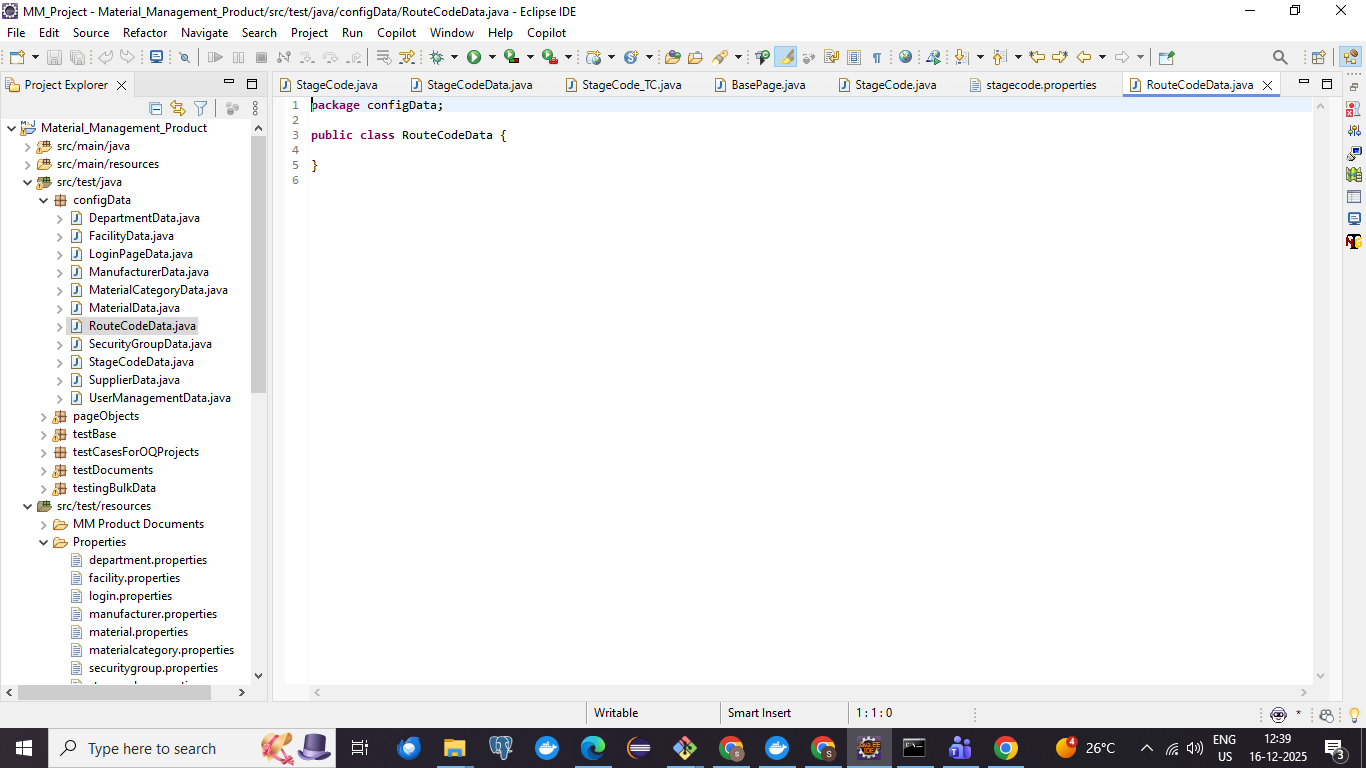 MM_Project - Material_Management_Product/src/test/java/configData/RouteCodeData.java - Eclipse IDE
File Edit Source Refactor Navigate Search Project Run Copilot Window Help Copilot
Project Explorer
StageCode.java StageCodeData.java StageCode_TC.java BasePage.java StageCode.java stagecode.properties RouteCodeData.java
Material_Management_Product
src/main/java
src/main/resources
src/test/java
configData
DepartmentData.java
FacilityData.java
LoginPageData.java
ManufacturerData.java
MaterialCategoryData.java
MaterialData.java
RouteCodeData.java
SecurityGroupData.java
StageCodeData.java
SupplierData.java
UserManagementData.java
pageObjects
testBase
testCasesForOQProjects
testDocuments
testingBulkData
src/test/resources
MM Product Documents
Properties
department.properties
facility.properties
login.properties
manufacturer.properties
material.properties
materialcategory.properties
securitygroup.properties
1 package configData;
2
3 public class RouteCodeData {
4
5 }
6
Writable Smart Insert 1 : 1 : 0
Type here to search
4 26°C
ENG
US
12:39
16-12-2025
3